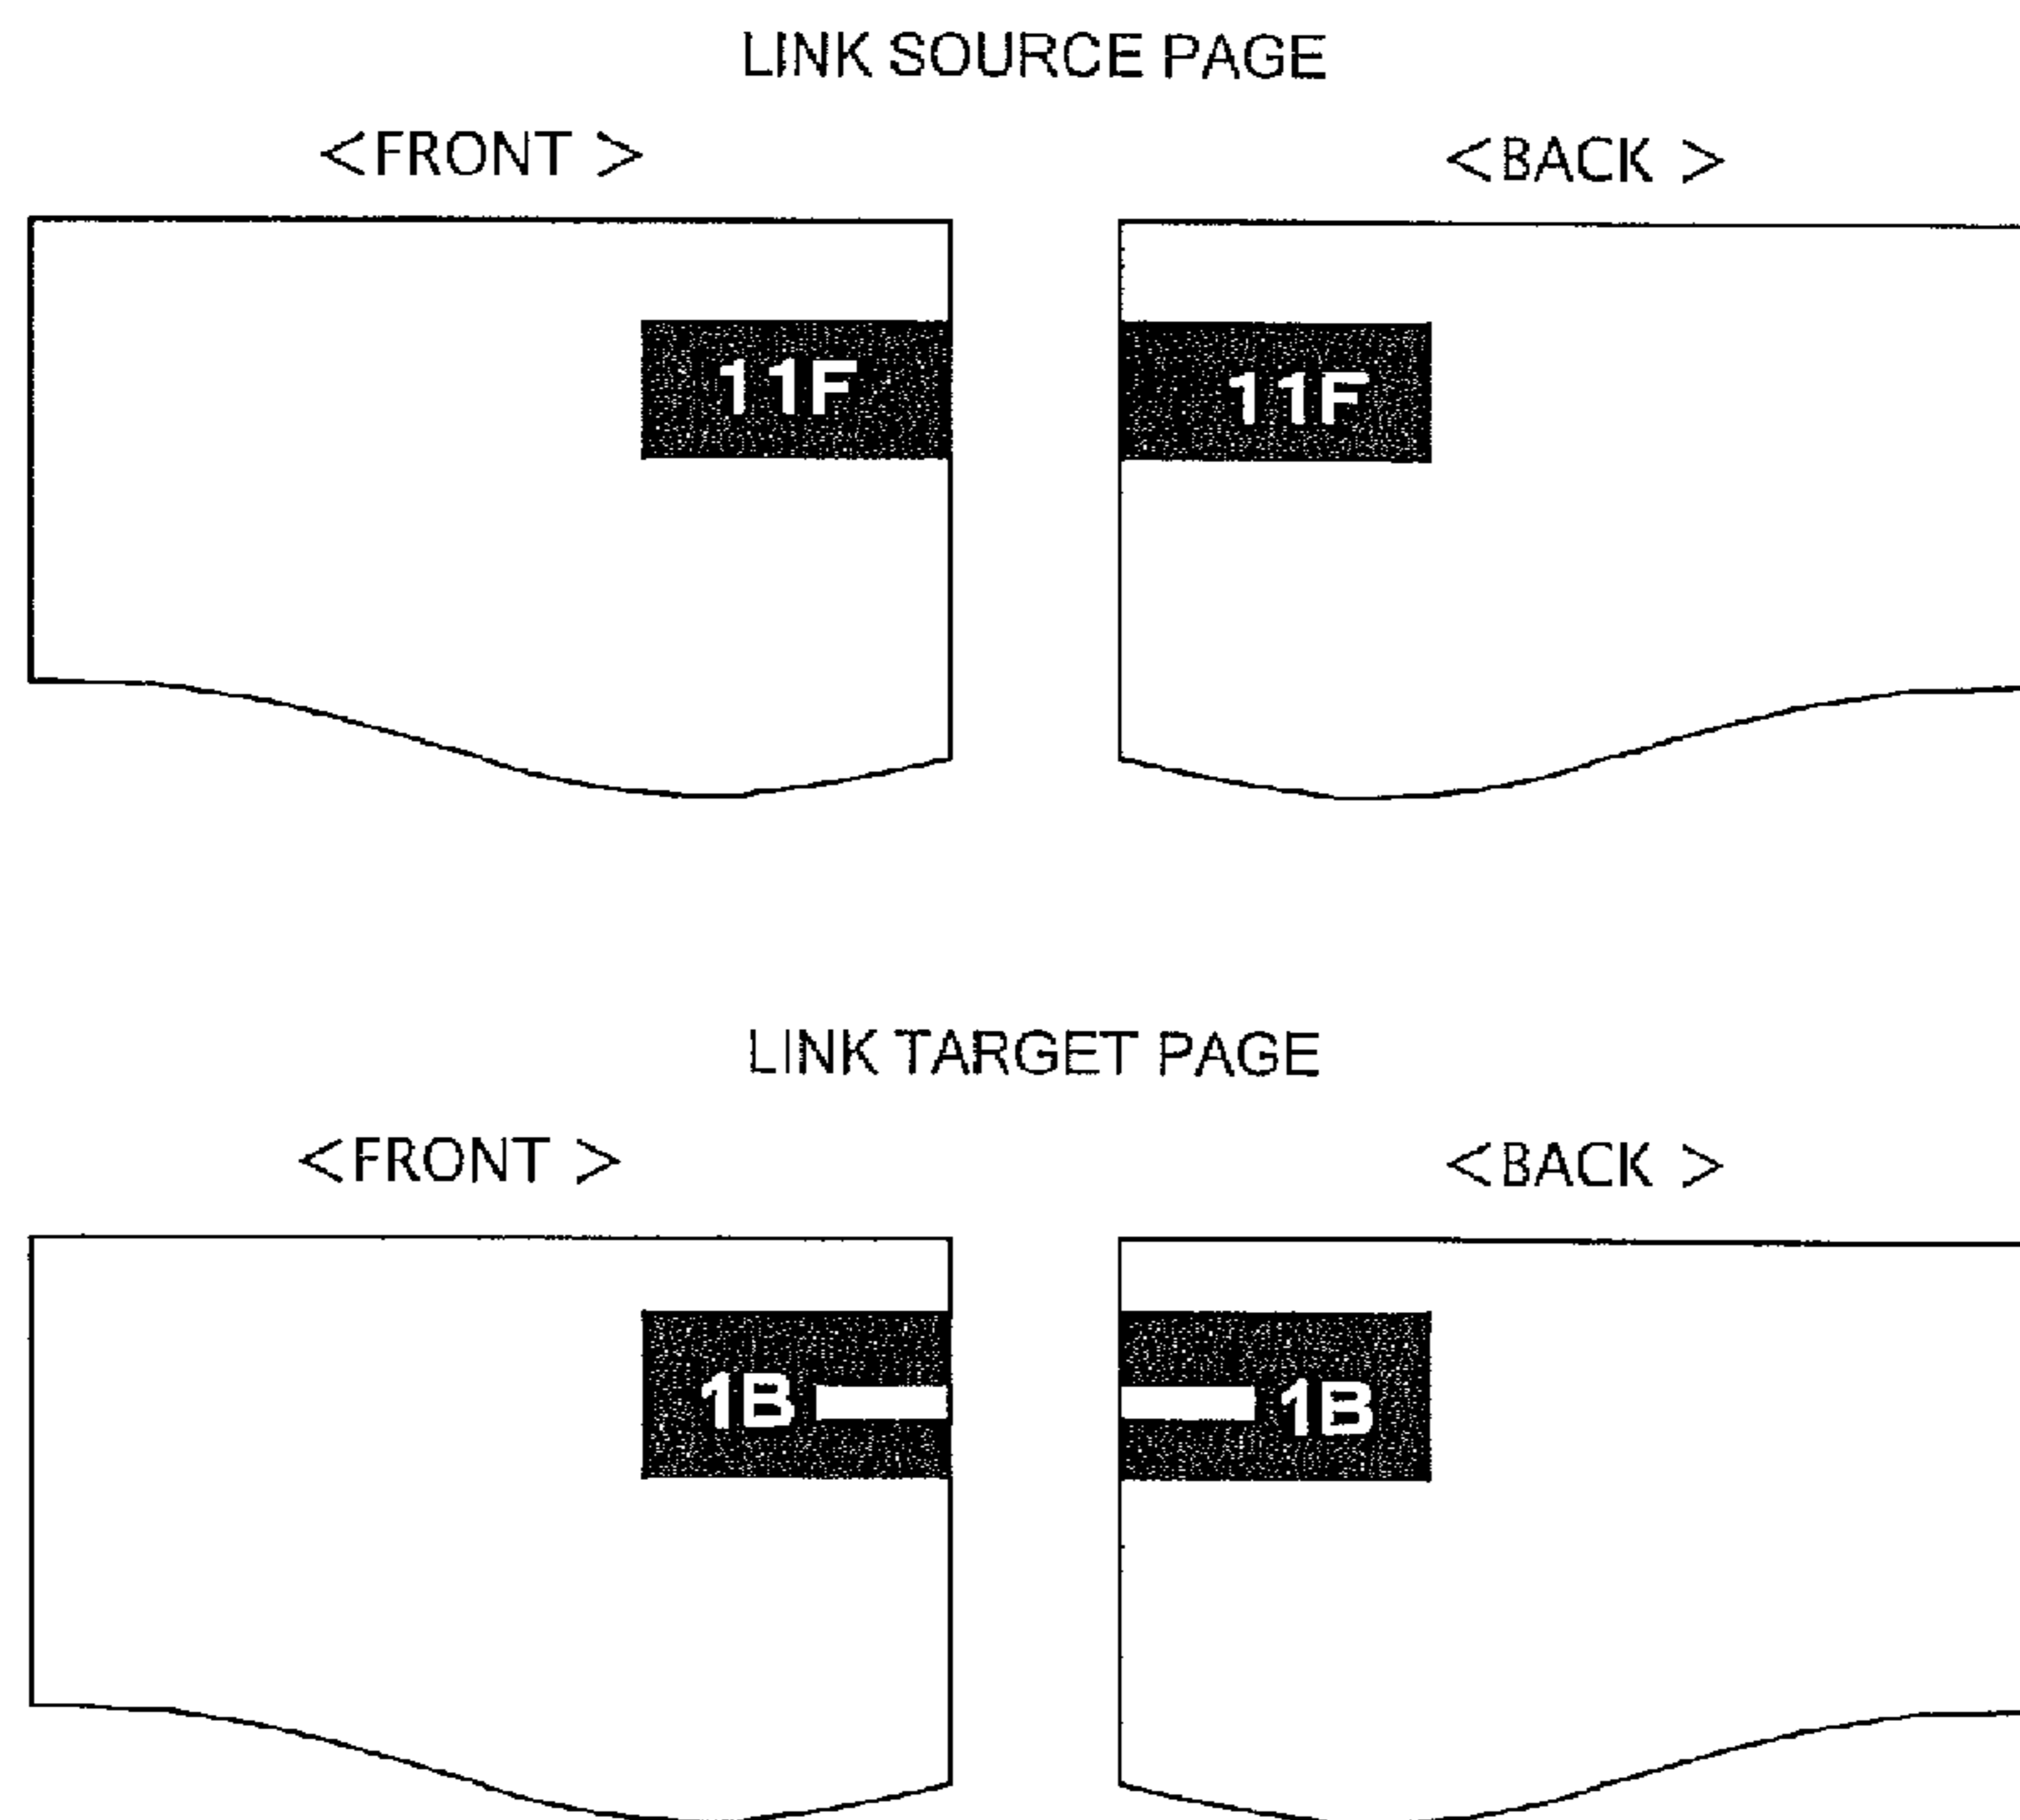 LINK SOURCE PAGE
<FRONT > <BACK >
11F 11F
LINK TARGET PAGE
<FRONT > <BACK >
1B 1B